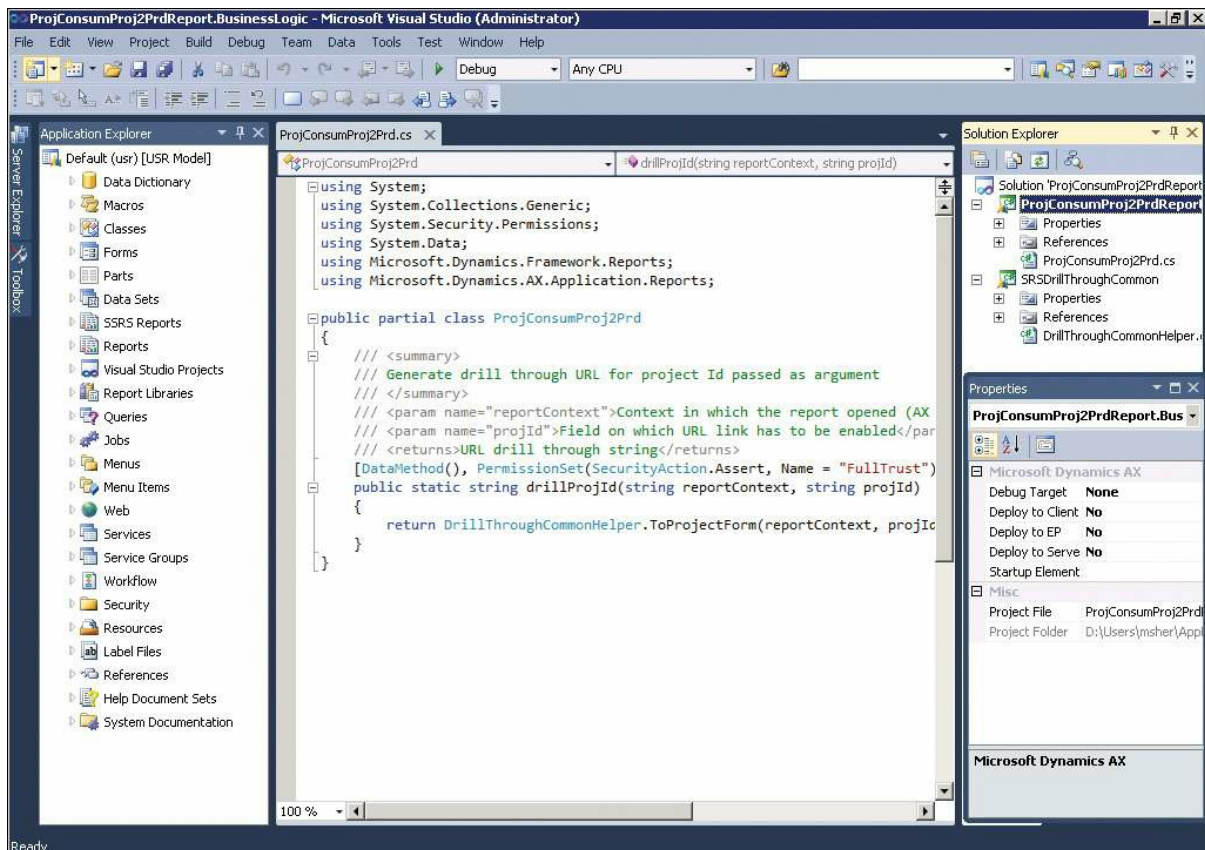 ProjConsumProj2PrdReport.BusinessLogic - Microsoft Visual Studio (Administrator)
File Edit View Project Build Debug Team Data Tools Test Window Help
Debug Any CPU
Server Explorer
Toolbox
Application Explorer
Default (usr) [USR Model]
Data Dictionary
Macros
Classes
Forms
Parts
Data Sets
SSRS Reports
Reports
Visual Studio Projects
Report Libraries
Queries
Jobs
Menus
Menu Items
Web
Services
Service Groups
Workflow
Security
Resources
Label Files
References
Help Document Sets
System Documentation
ProjConsumProj2Prd.cs
ProjConsumProj2Prd drillProjId(string reportContext, string projId)
using System;
using System.Collections.Generic;
using System.Security.Permissions;
using System.Data;
using Microsoft.Dynamics.Framework.Reports;
using Microsoft.Dynamics.AX.Application.Reports;
public partial class ProjConsumProj2Prd
{
/// <summary>
/// Generate drill through URL for project Id passed as argument
/// </summary>
/// <param name="reportContext">Context in which the report opened (AX
/// <param name="projId">Field on which URL link has to be enabled</par
/// <returns>URL drill through string</returns>
[DataMethod(), PermissionSet(SecurityAction.Assert, Name = "FullTrust")
public static string drillProjId(string reportContext, string projId)
{
return DrillThroughCommonHelper.ToProjectForm(reportContext, projId
}
}
100 %
Solution Explorer
Solution 'ProjConsumProj2PrdReport
ProjConsumProj2PrdReport
Properties
References
ProjConsumProj2Prd.cs
SRSDrillThroughCommon
Properties
References
DrillThroughCommonHelper.
Properties
ProjConsumProj2PrdReport.Bus
Microsoft Dynamics AX
Debug Target None
Deploy to Client No
Deploy to EP No
Deploy to Serve No
Startup Element
Misc
Project File ProjConsumProj2Prd
Project Folder D:\Users\msher\Appl
Microsoft Dynamics AX
Ready